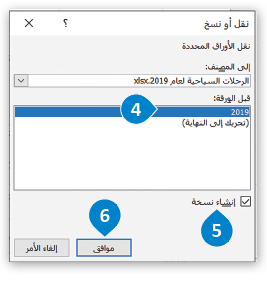 نقل أو نسخ
?
نقل الأوراق المحددة
إلى المصنف:
الرحلات السياحية لعام 2019.xlsx
قبل الورقة:
2019
(تحريك إلى النهاية)
4
إنشاء نسخة
5
6
موافق
إلغاء الأمر